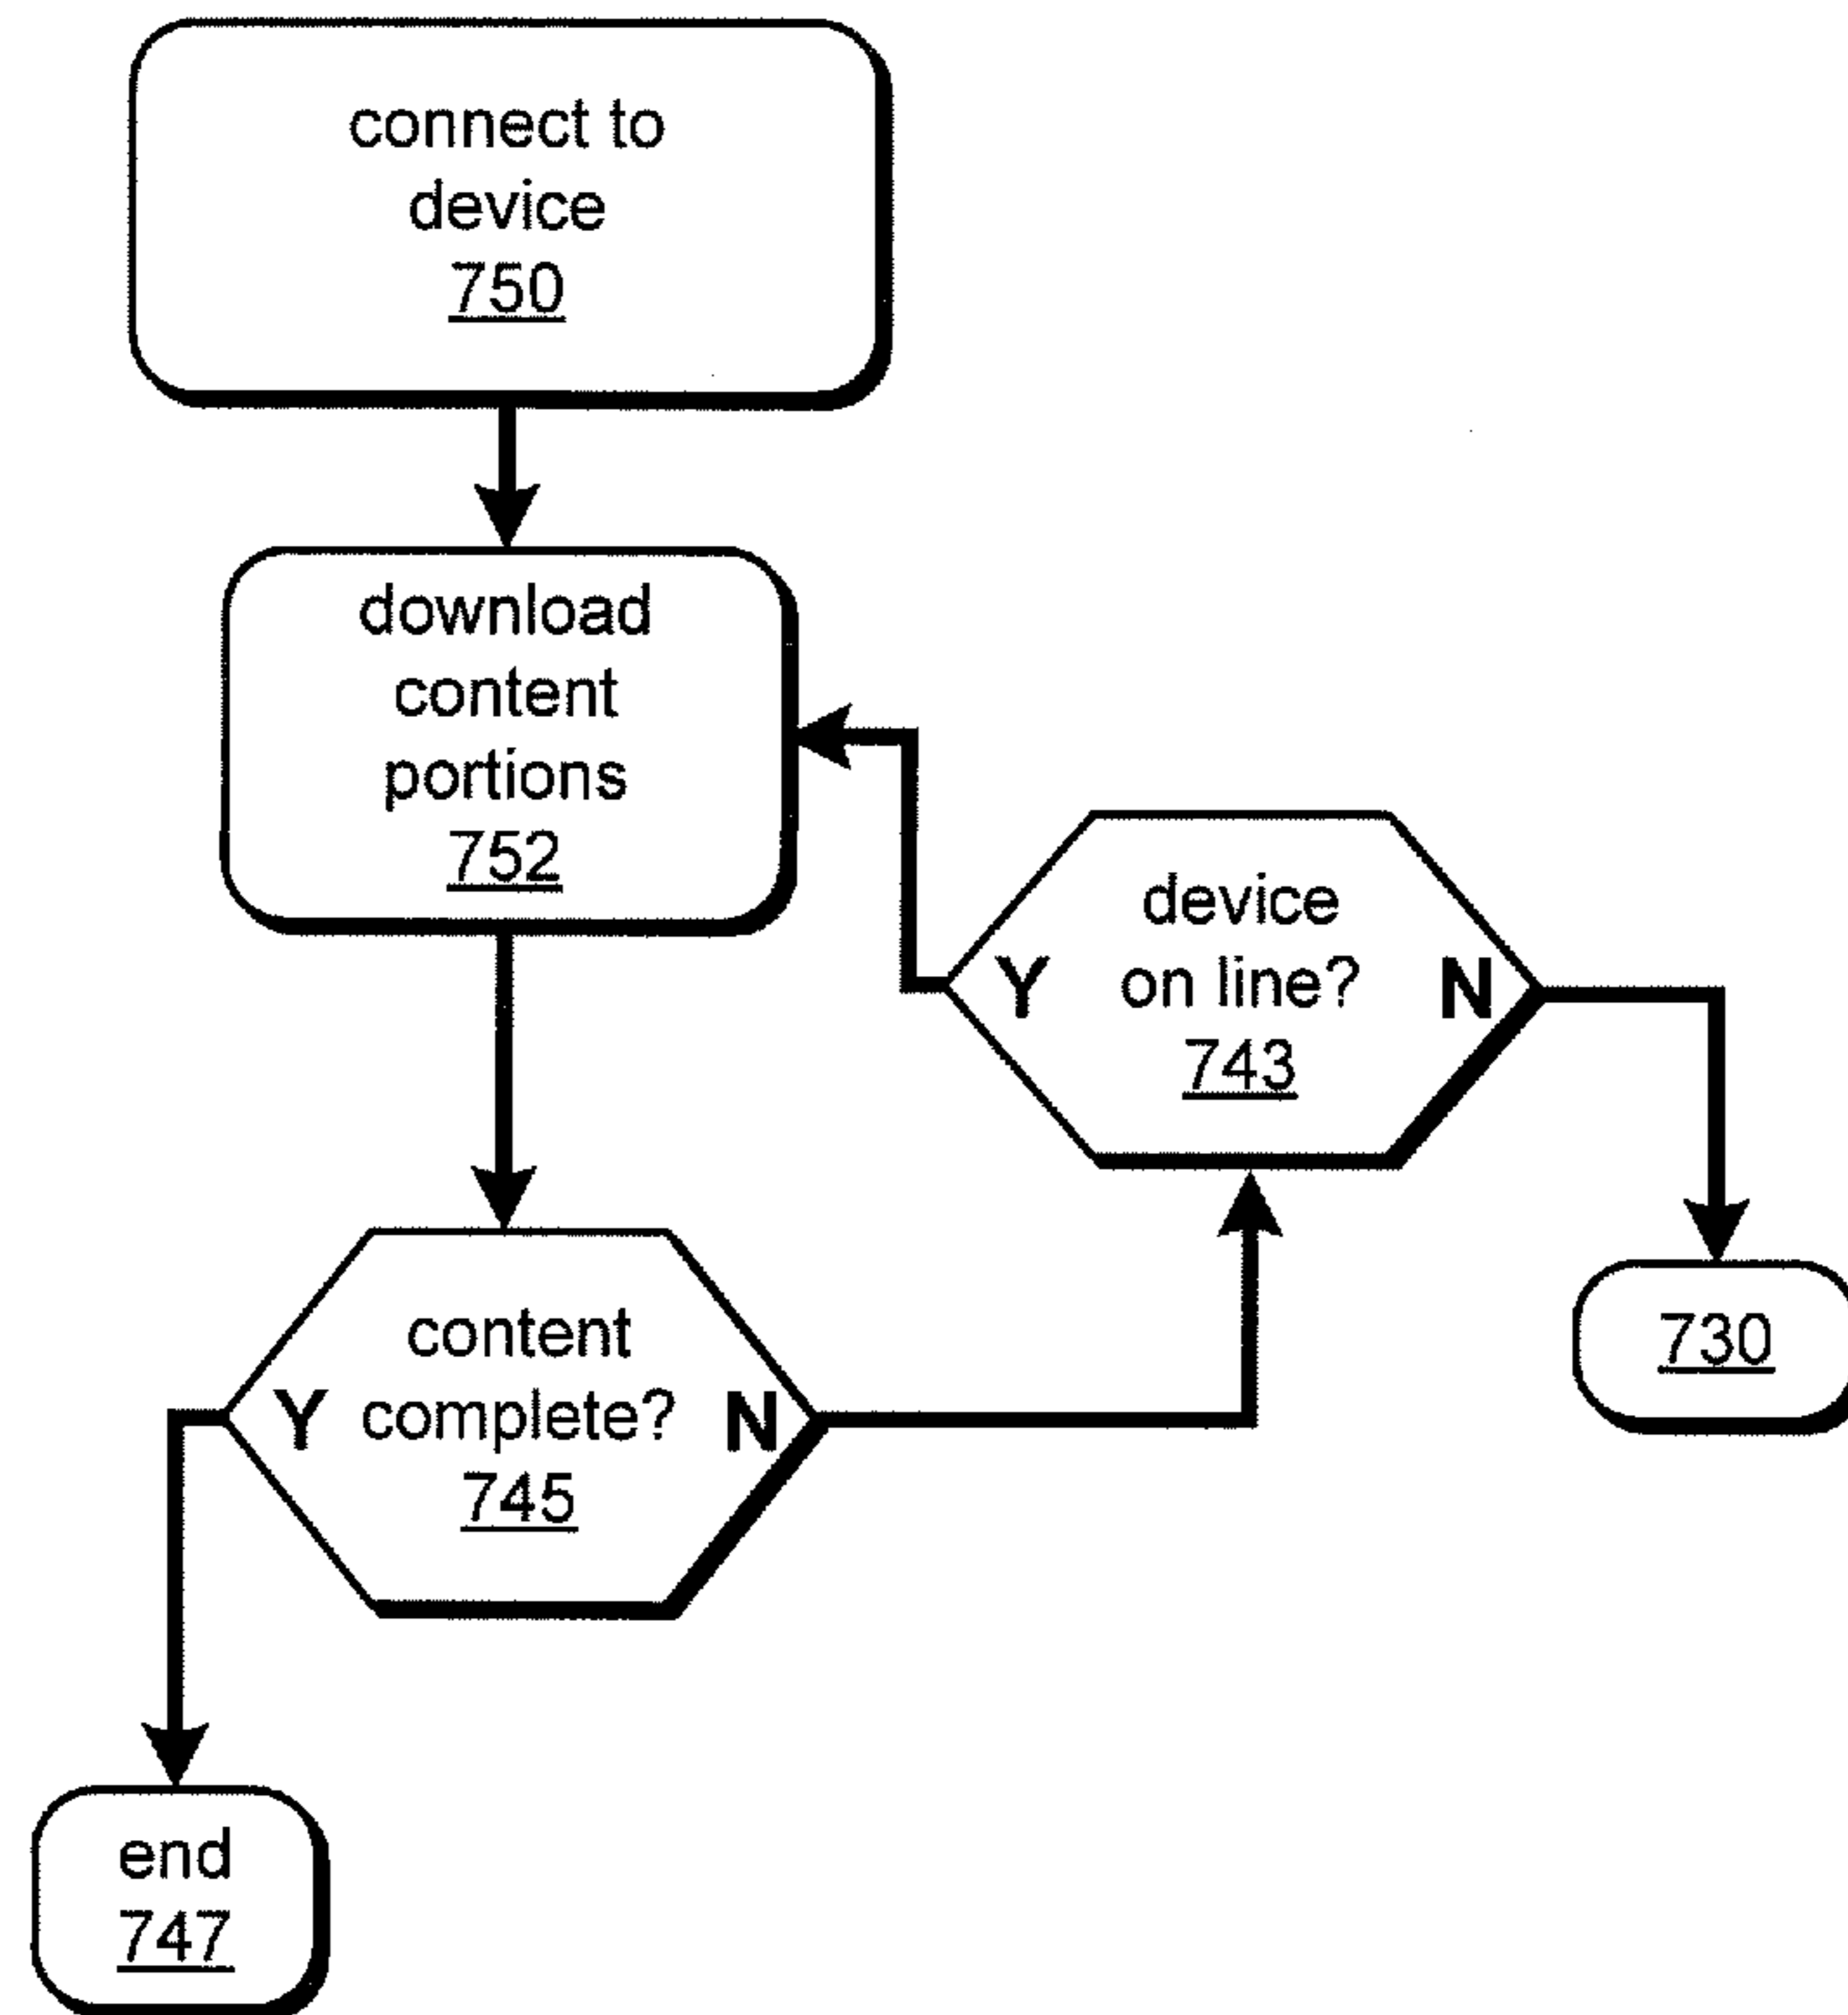 connect to
device
750
download
content
portions
752
device
Y on line? N
743
content
Y complete? N
745
730
end
747